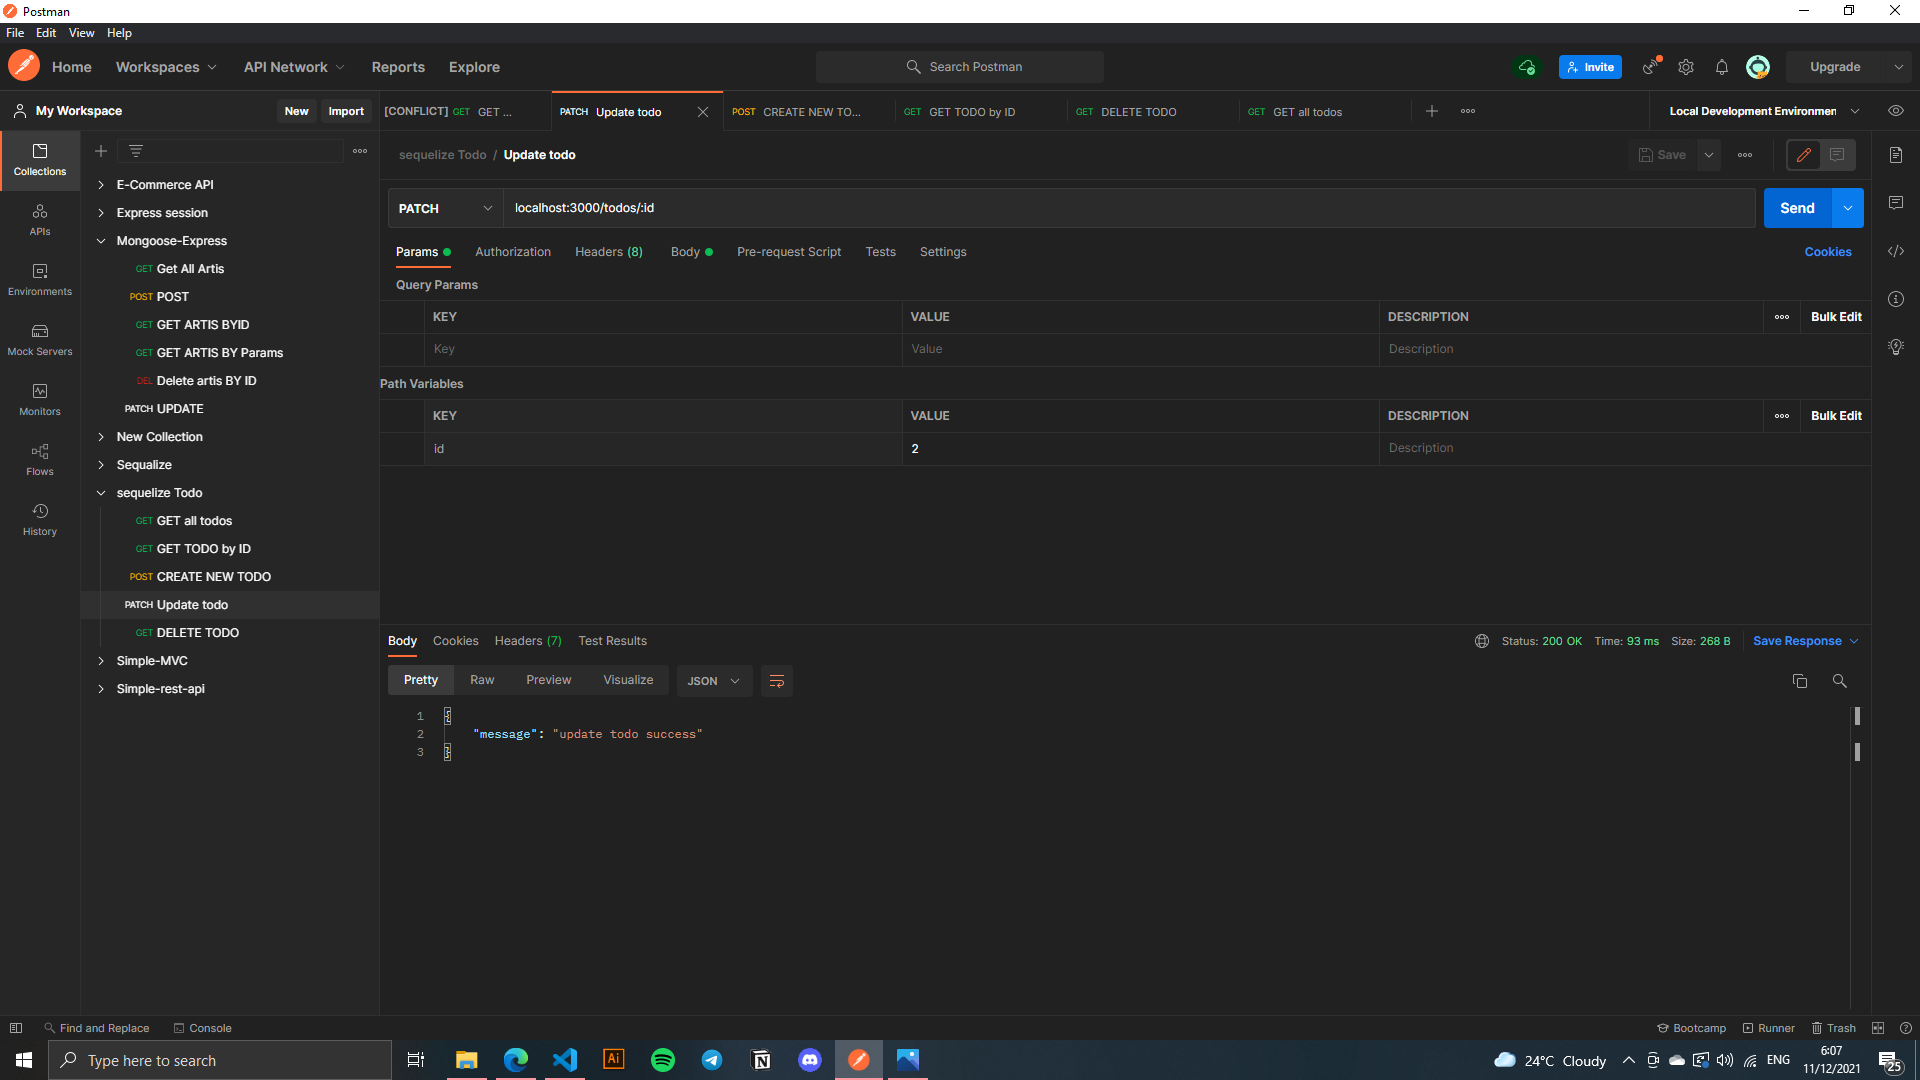 Postman
File Edit View Help
Home Workspaces API Network Reports Explore Search Postman Invite Upgrade
My Workspace New Import [CONFLICT] GET GET ... PATCH Update todo POST CREATE NEW TO... GET GET TODO by ID GET DELETE TODO GET GET all todos Local Development Environmen
sequelize Todo / Update todo Save
Collections
APIs
Environments
Mock Servers
Monitors
Flows
History
E-Commerce API
Express session
Mongoose-Express
GET Get All Artis
POST POST
GET GET ARTIS BYID
GET GET ARTIS BY Params
DEL Delete artis BY ID
PATCH UPDATE
New Collection
Sequalize
sequelize Todo
GET GET all todos
GET GET TODO by ID
POST CREATE NEW TODO
PATCH Update todo
GET DELETE TODO
Simple-MVC
Simple-rest-api
PATCH localhost:3000/todos/:id Send
Params Authorization Headers (8) Body Pre-request Script Tests Settings Cookies
Query Params
KEY VALUE DESCRIPTION Bulk Edit
Key Value Description
Path Variables
KEY VALUE DESCRIPTION Bulk Edit
id 2 Description
Body Cookies Headers (7) Test Results Status: 200 OK Time: 93 ms Size: 268 B Save Response
Pretty Raw Preview Visualize JSON
1 {
2 "message": "update todo success"
3 }
Find and Replace Console Bootcamp Runner Trash
Type here to search Ai 24°C Cloudy ENG 6:07
11/12/2021 25